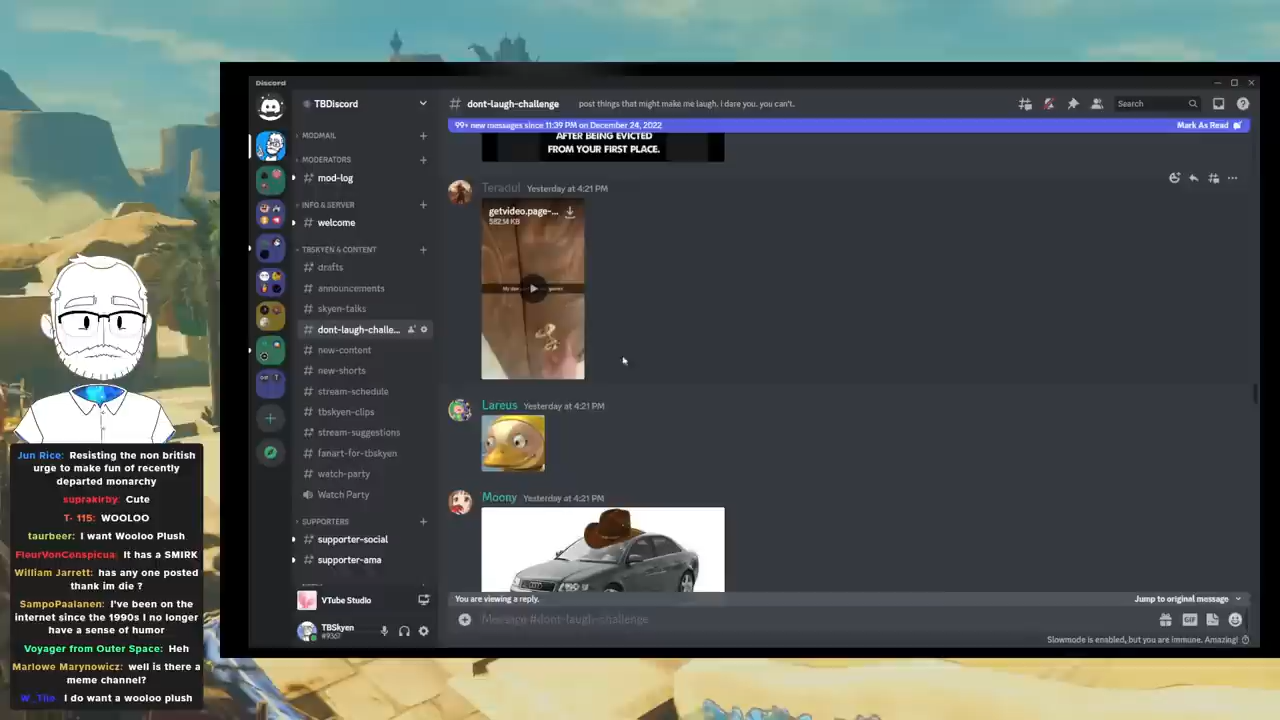 Discord
TBDiscord
# dont-laugh-challenge post things that might make me laugh. i dare you. you can't.
Search
99+ new messages since 11:39 PM on December 24, 2022
Mark As Read
MODMAIL
MODERATORS
# mod-log
INFO & SERVER
# welcome
TBSKYEN & CONTENT
# drafts
# announcements
# skyen-talks
# dont-laugh-challe...
# new-content
# new-shorts
# stream-schedule
# tbskyen-clips
# stream-suggestions
# fanart-for-tbskyen
# watch-party
Watch Party
SUPPORTERS
# supporter-social
# supporter-ama
VTube Studio
TBSkyen
#9367
AFTER BEING EVICTED
FROM YOUR FIRST PLACE.
Teraoul Yesterday at 4:21 PM
getvideo.page-...
582.14 KB
Lareus Yesterday at 4:21 PM
Moony Yesterday at 4:21 PM
You are viewing a reply.
Jump to original message
Message #dont-laugh-challenge
GIF
Slowmode is enabled, but you are immune. Amazing!
Jun Rice: Resisting the non british
urge to make fun of recently
departed monarchy
suprakirby: Cute
T- 115: WOOLOO
taurbeer: I want Wooloo Plush
FleurVonConspicua: It has a SMIRK
William Jarrett: has any one posted
thank im die ?
SampoPaalanen: I've been on the
internet since the 1990s I no longer
have a sense of humor
Voyager from Outer Space: Heh
Marlowe Marynowicz: well is there a
meme channel?
W_Tlo: I do want a wooloo plush